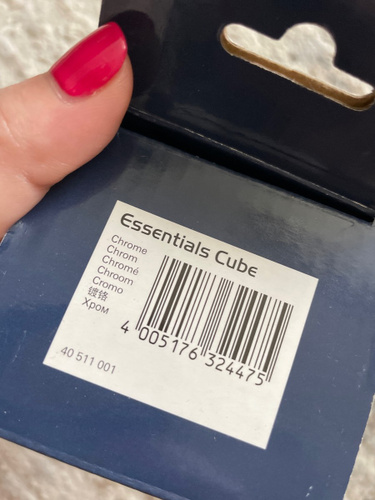 Essentials Cube
Chrome
Chrom
Chromé
Chroom
Cromo
镀铬
Хром
4 005176 324475
40 511 001